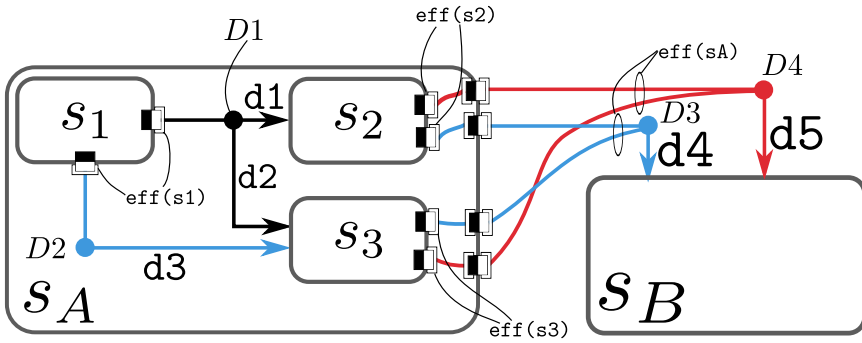 eff(s2)
D1
eff(sA)
D4
d1
s1
s2
D3
d4
d5
d2
eff(s1)
s3
D2
d3
sA
sB
eff(s3)